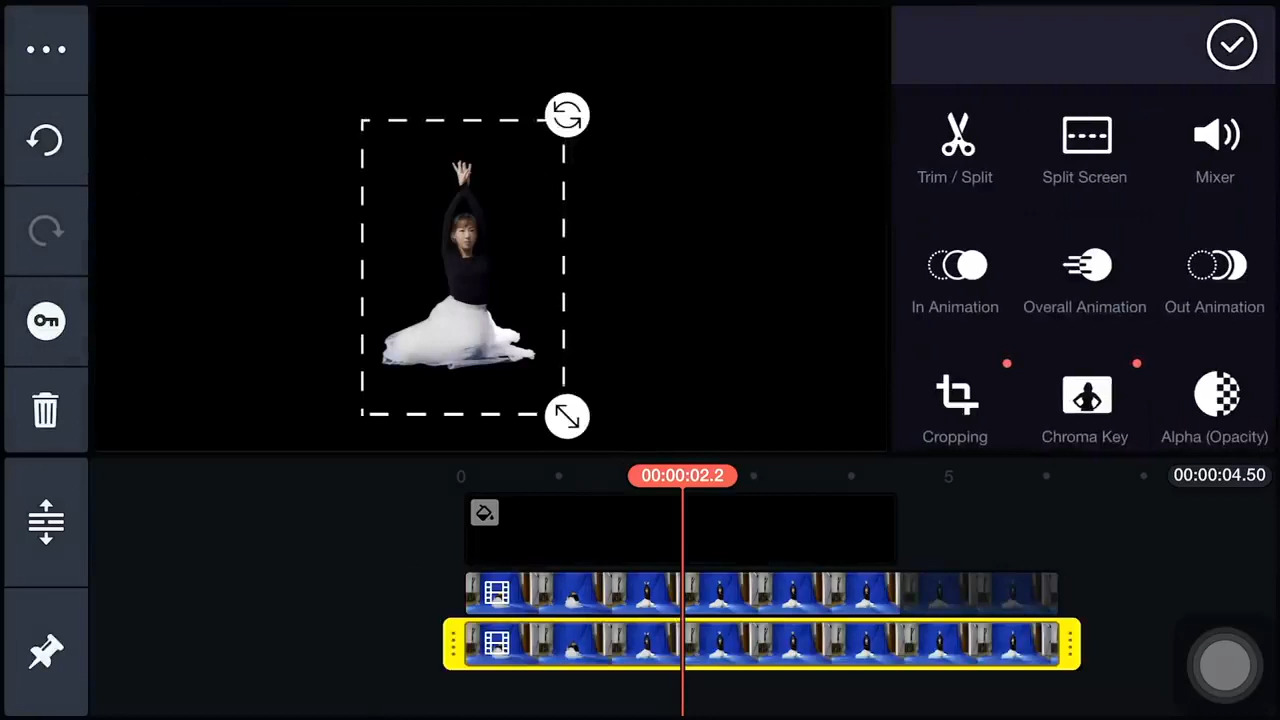 Trim / Split
Split Screen
Mixer
In Animation
Overall Animation
Out Animation
Cropping
Chroma Key
Alpha (Opacity)
0
00:00:02.2
5
00:00:04.50